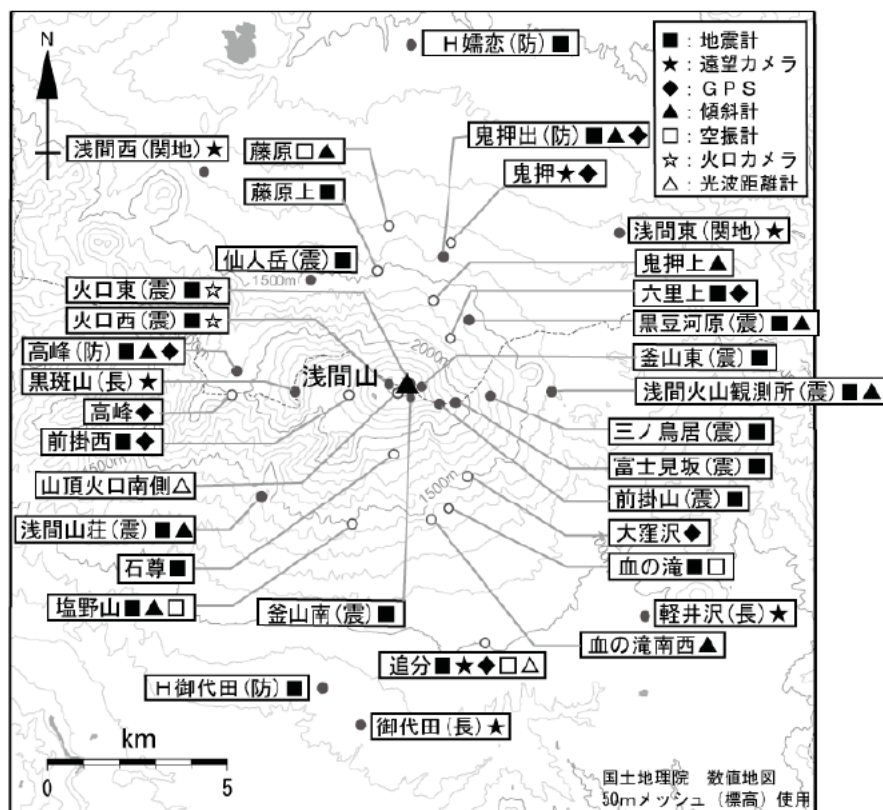 N
H嬬恋(防)■
■：地震計
★：遠望カメラ
◆：GPS
▲：傾斜計
□：空振計
☆：火口カメラ
△：光波距離計
浅間西(関地)★
藤原□▲
鬼押出(防)■▲◆
鬼押★◆
藤原上■
浅間東(関地)★
仙人岳(震)■
鬼押上▲
1500m
火口東(震)■☆
六里上■◆
火口西(震)■☆
黒豆河原(震)■▲
2000m
高峰(防)■▲◆
釜山東(震)■
黒斑山(長)★
浅間山
浅間火山観測所(震)■▲
高峰◆
前掛西■◆
三ノ鳥居(震)■
富士見坂(震)■
1500m
1500m
山頂火口南側△
前掛山(震)■
浅間山荘(震)■▲
大窪沢◆
石尊■
血の滝■□
塩野山■▲□
釜山南(震)■
軽井沢(長)★
血の滝南西▲
追分■★◆□△
H御代田(防)■
御代田(長)★
km
0 5
国土地理院 数値地図
50mメッシュ(標高)使用